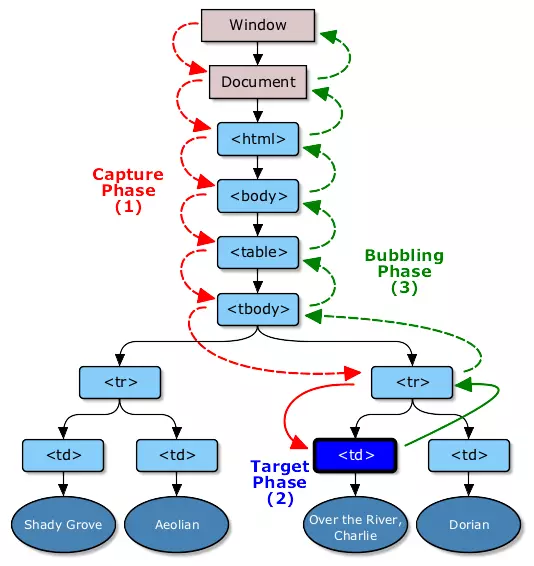 Window
Document
<html>
Capture
Phase
(1)
<body>
<table>
Bubbling
Phase
(3)
<tbody>
<tr>
<tr>
<td>
<td>
<td>
<td>
Target
Phase
(2)
Shady Grove
Aeolian
Over the River,
Charlie
Dorian